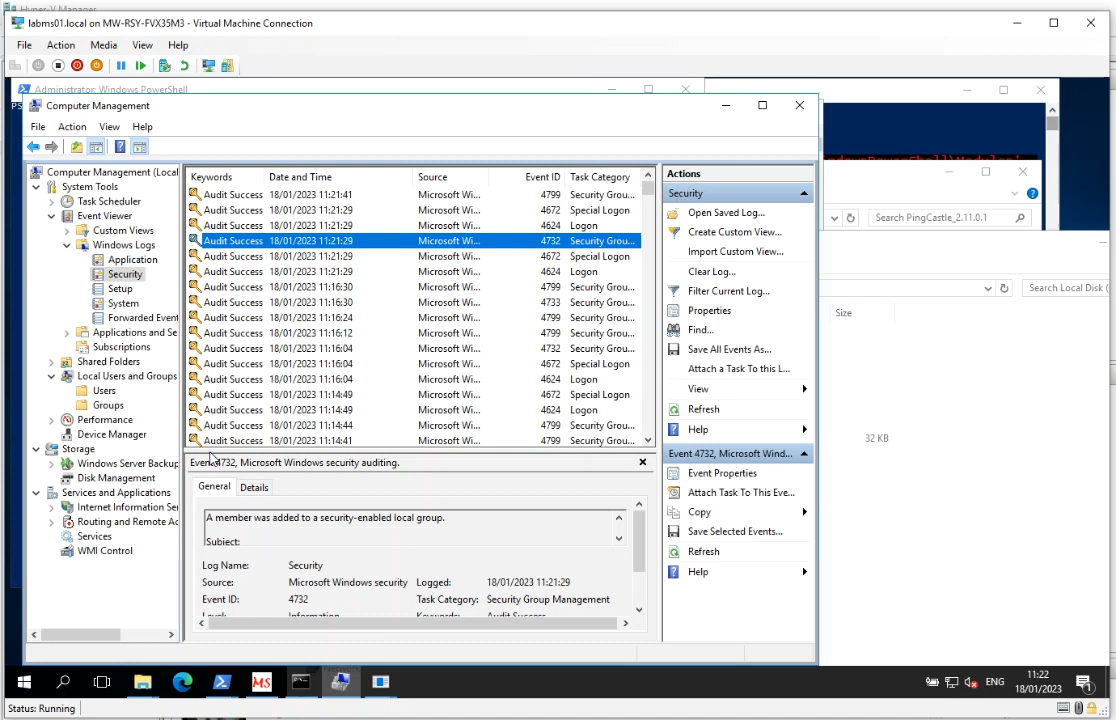 Hyper-V Manager
labms01.local on MW-RSY-FVX35M3 - Virtual Machine Connection
File Action Media View Help
Administrator: Windows PowerShell
PS
Computer Management
File Action View Help
Computer Management (Local
System Tools
Task Scheduler
Event Viewer
Custom Views
Windows Logs
Application
Security
Setup
System
Forwarded Event
Applications and Se
Subscriptions
Shared Folders
Local Users and Groups
Users
Groups
Performance
Device Manager
Storage
Windows Server Backup
Disk Management
Services and Applications
Internet Information Ser
Routing and Remote Ac
Services
WMI Control
Keywords Date and Time Source Event ID Task Category
Audit Success 18/01/2023 11:21:41 Microsoft Wi... 4799 Security Grou...
Audit Success 18/01/2023 11:21:29 Microsoft Wi... 4672 Special Logon
Audit Success 18/01/2023 11:21:29 Microsoft Wi... 4624 Logon
Audit Success 18/01/2023 11:21:29 Microsoft Wi... 4732 Security Grou...
Audit Success 18/01/2023 11:21:29 Microsoft Wi... 4672 Special Logon
Audit Success 18/01/2023 11:21:29 Microsoft Wi... 4624 Logon
Audit Success 18/01/2023 11:16:30 Microsoft Wi... 4799 Security Grou...
Audit Success 18/01/2023 11:16:30 Microsoft Wi... 4733 Security Grou...
Audit Success 18/01/2023 11:16:24 Microsoft Wi... 4799 Security Grou...
Audit Success 18/01/2023 11:16:12 Microsoft Wi... 4799 Security Grou...
Audit Success 18/01/2023 11:16:04 Microsoft Wi... 4732 Security Grou...
Audit Success 18/01/2023 11:16:04 Microsoft Wi... 4672 Special Logon
Audit Success 18/01/2023 11:16:04 Microsoft Wi... 4624 Logon
Audit Success 18/01/2023 11:14:49 Microsoft Wi... 4672 Special Logon
Audit Success 18/01/2023 11:14:49 Microsoft Wi... 4624 Logon
Audit Success 18/01/2023 11:14:44 Microsoft Wi... 4799 Security Grou...
Audit Success 18/01/2023 11:14:41 Microsoft Wi... 4799 Security Grou...
Event 4732, Microsoft Windows security auditing.
General Details
A member was added to a security-enabled local group.
Subject:
Log Name: Security
Source: Microsoft Windows security Logged: 18/01/2023 11:21:29
Event ID: 4732 Task Category: Security Group Management
Level: Information Keywords: Audit Success
Actions
Security
Open Saved Log...
Create Custom View...
Import Custom View...
Clear Log...
Filter Current Log...
Properties
Find...
Save All Events As...
Attach a Task To this L...
View
Refresh
Help
Event 4732, Microsoft Wind...
Event Properties
Attach Task To This Eve...
Copy
Save Selected Events...
Refresh
Help
Search PingCastle_2.11.0.1
Search Local Disk (
Size
32 KB
MS
ENG
11:22
18/01/2023
1
Status: Running